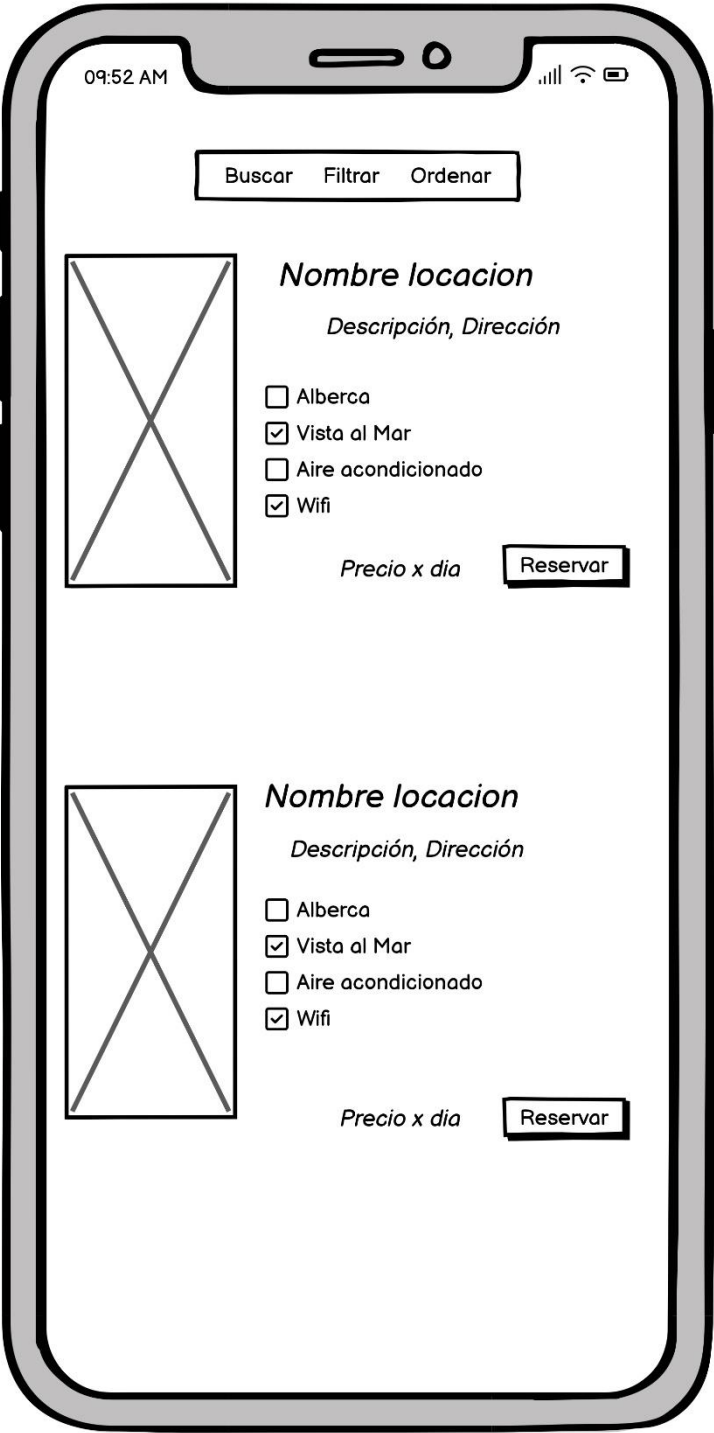 09:52 AM
Buscar Filtrar Ordenar
Nombre locacion
Descripción, Dirección
Alberca
Vista al Mar
Aire acondicionado
Wifi
Precio x dia Reservar
Nombre locacion
Descripción, Dirección
Alberca
Vista al Mar
Aire acondicionado
Wifi
Precio x dia Reservar